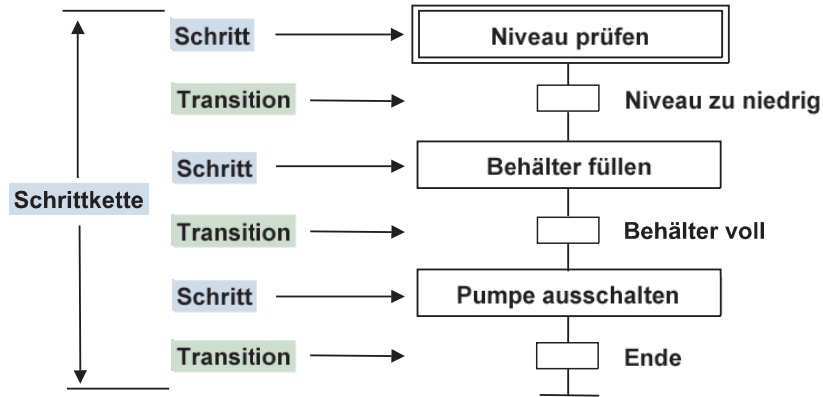 Schritt
Niveau prüfen
Transition
Niveau zu niedrig
Schritt
Behälter füllen
Schrittkette
Transition
Behälter voll
Schritt
Pumpe ausschalten
Transition
Ende